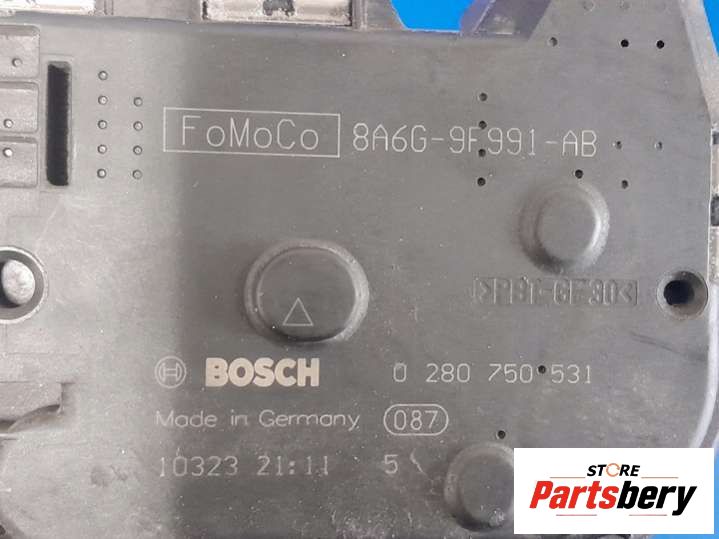 FoMoCo 8A6G-9F991-AB
>PBT-GF30<
BOSCH 0 280 750 531
Made in Germany 087
10323 21:11 5
STORE
Partsbery